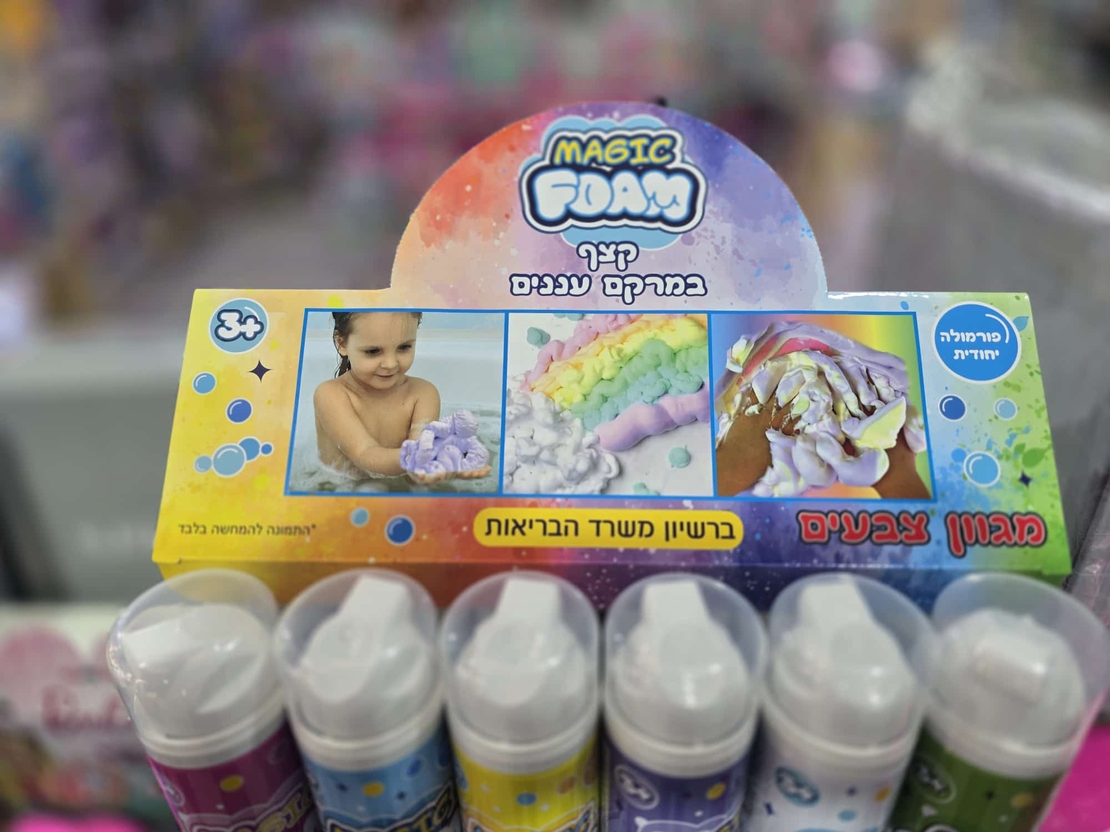 MAGIC
FOAM
קצף
במרקם עננים
3+
פורמולה
יחודית
*התמונה להמחשה בלבד
ברשיון משרד הבריאות
מגוון צבעים